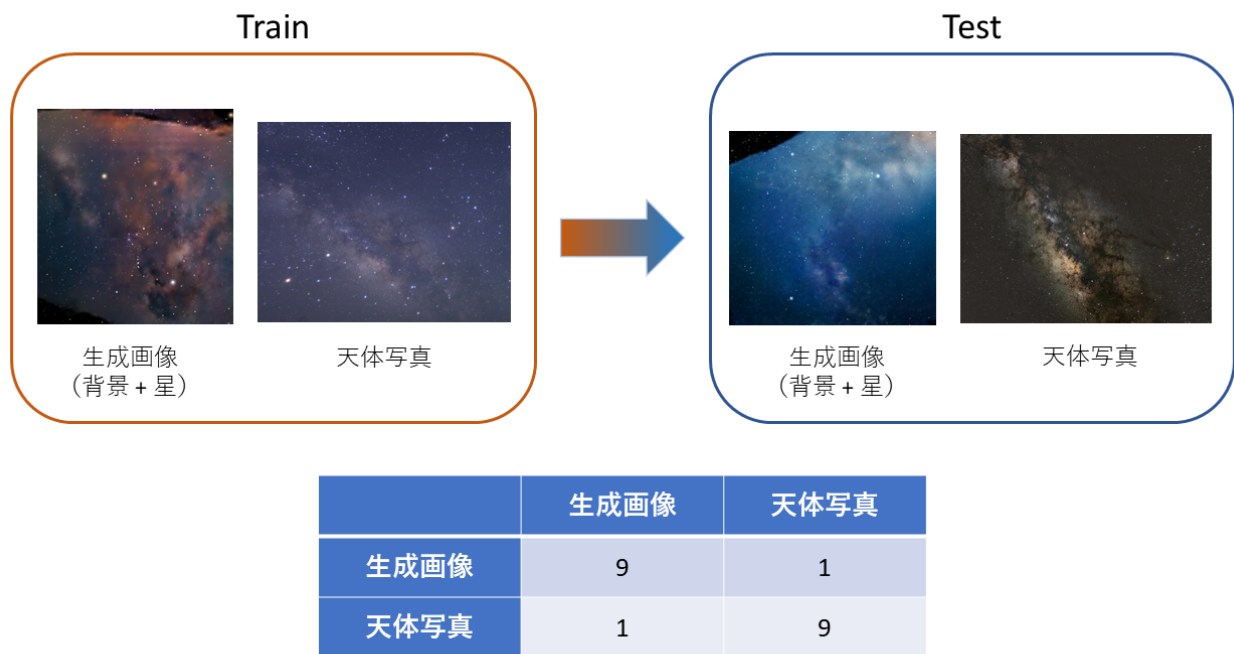 Train
Test
生成画像
（背景 + 星）
天体写真
生成画像
（背景 + 星）
天体写真
生成画像 天体写真
生成画像 9 1
天体写真 1 9